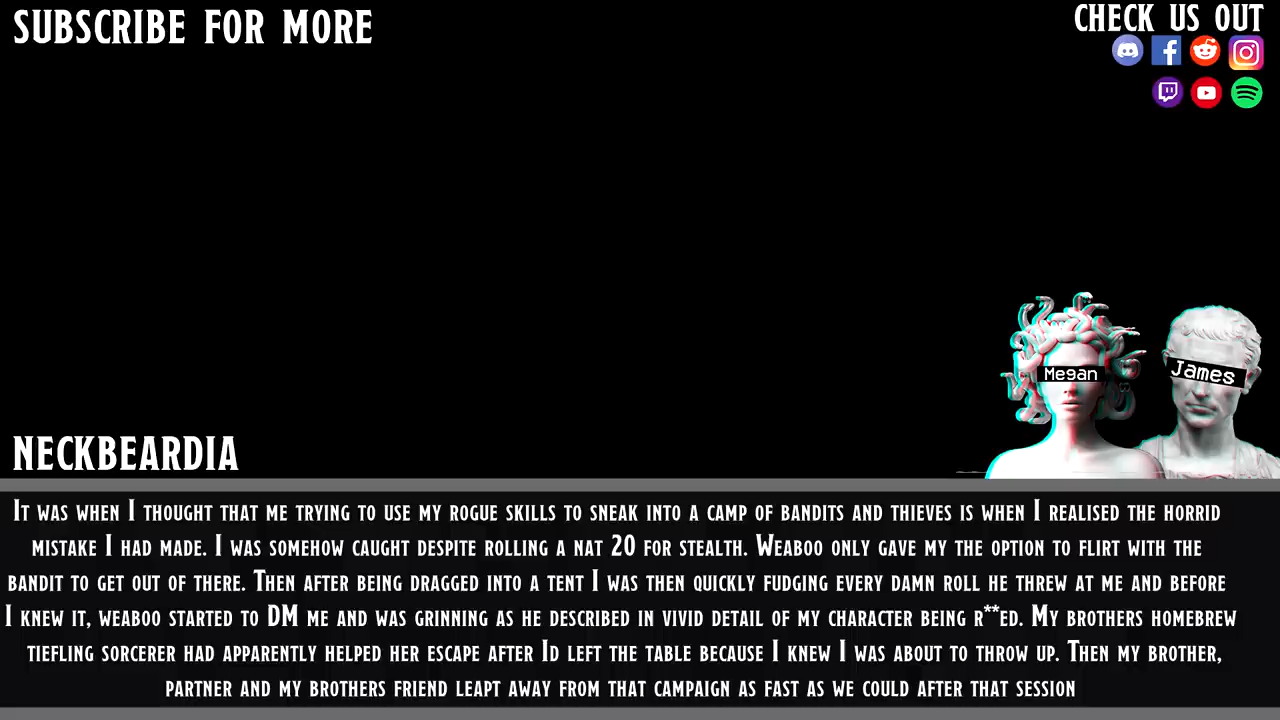 SUBSCRIBE FOR MORE
CHECK US OUT
Megan
James
NECKBEARDIA
It was when I thought that me trying to use my rogue skills to sneak into a camp of bandits and thieves is when I realised the horrid
mistake I had made. I was somehow caught despite rolling a nat 20 for stealth. Weaboo only gave my the option to flirt with the
bandit to get out of there. Then after being dragged into a tent I was then quickly fudging every damn roll he threw at me and before
I knew it, weaboo started to DM me and was grinning as he described in vivid detail of my character being r**ed. My brothers homebrew
tiefling sorcerer had apparently helped her escape after Id left the table because I knew I was about to throw up. Then my brother,
partner and my brothers friend leapt away from that campaign as fast as we could after that session